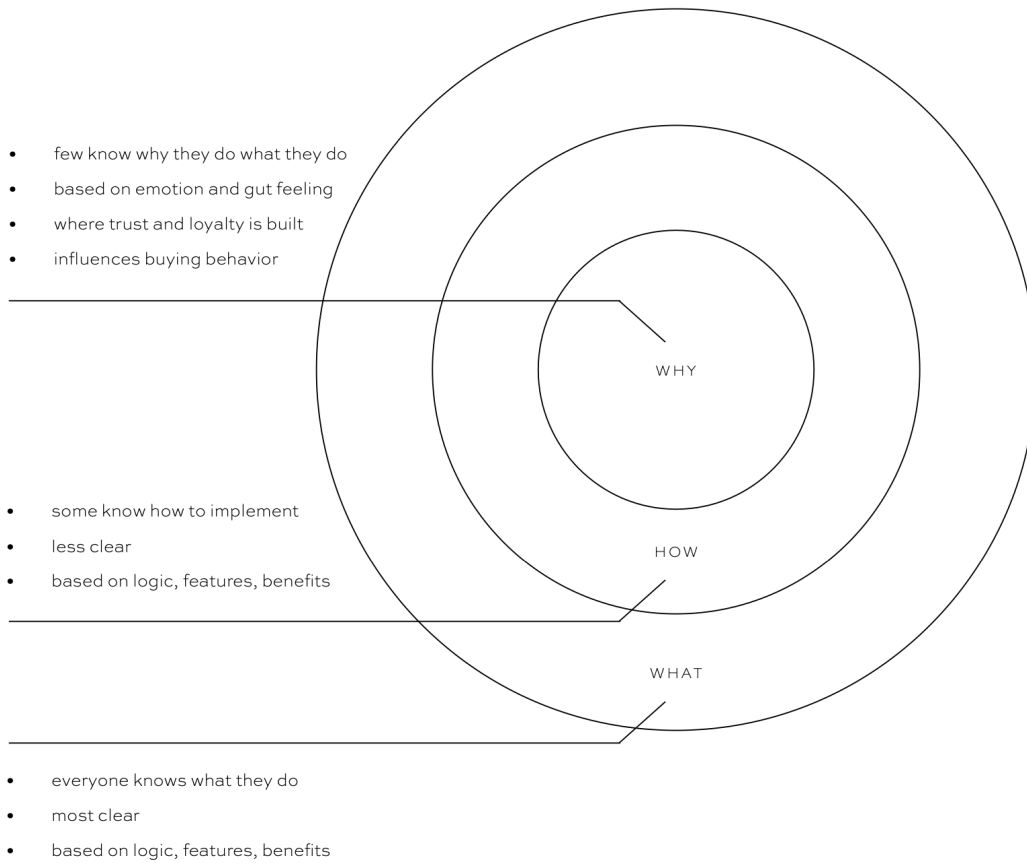 • few know why they do what they do
• based on emotion and gut feeling
• where trust and loyalty is built
• influences buying behavior
WHY
• some know how to implement
• less clear
• based on logic, features, benefits
HOW
WHAT
• everyone knows what they do
• most clear
• based on logic, features, benefits